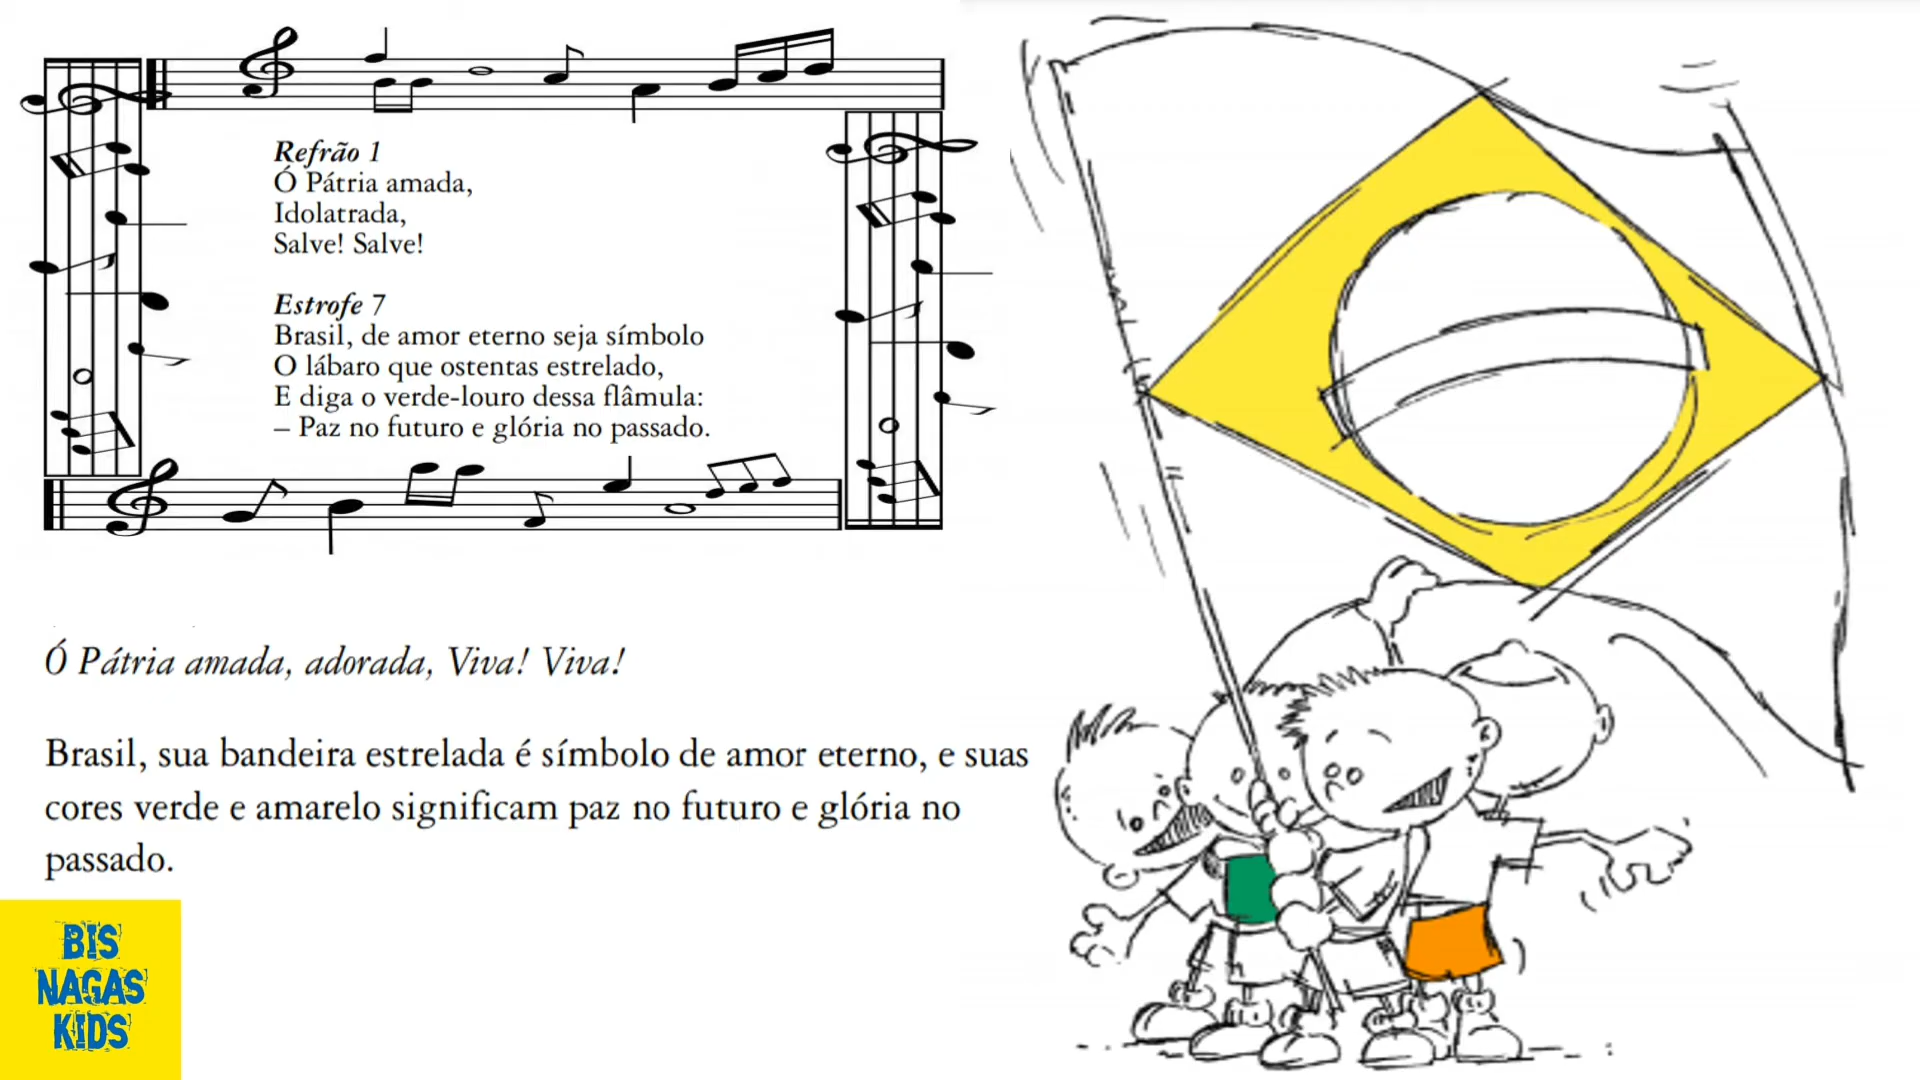 Refrão 1
Ó Pátria amada,
Idolatrada,
Salve! Salve!
Estrofe 7
Brasil, de amor eterno seja símbolo
O lábaro que ostentas estrelado,
E diga o verde-louro dessa flâmula:
– Paz no futuro e glória no passado.
Ó Pátria amada, adorada, Viva! Viva!
Brasil, sua bandeira estrelada é símbolo de amor eterno, e suas
cores verde e amarelo significam paz no futuro e glória no
passado.
BIS
NAGAS
KIDS